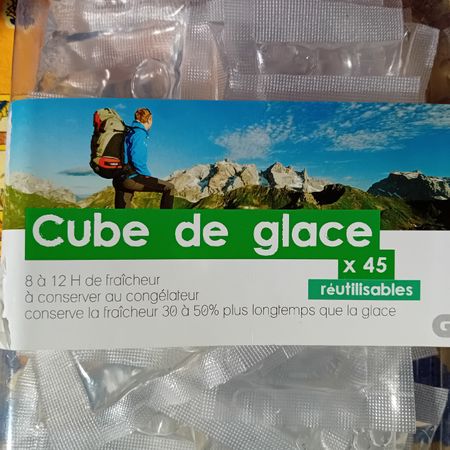 Cube de glace
x 45
réutilisables
8 à 12 H de fraîcheur
à conserver au congélateur
conserve la fraîcheur 30 à 50% plus longtemps que la glace